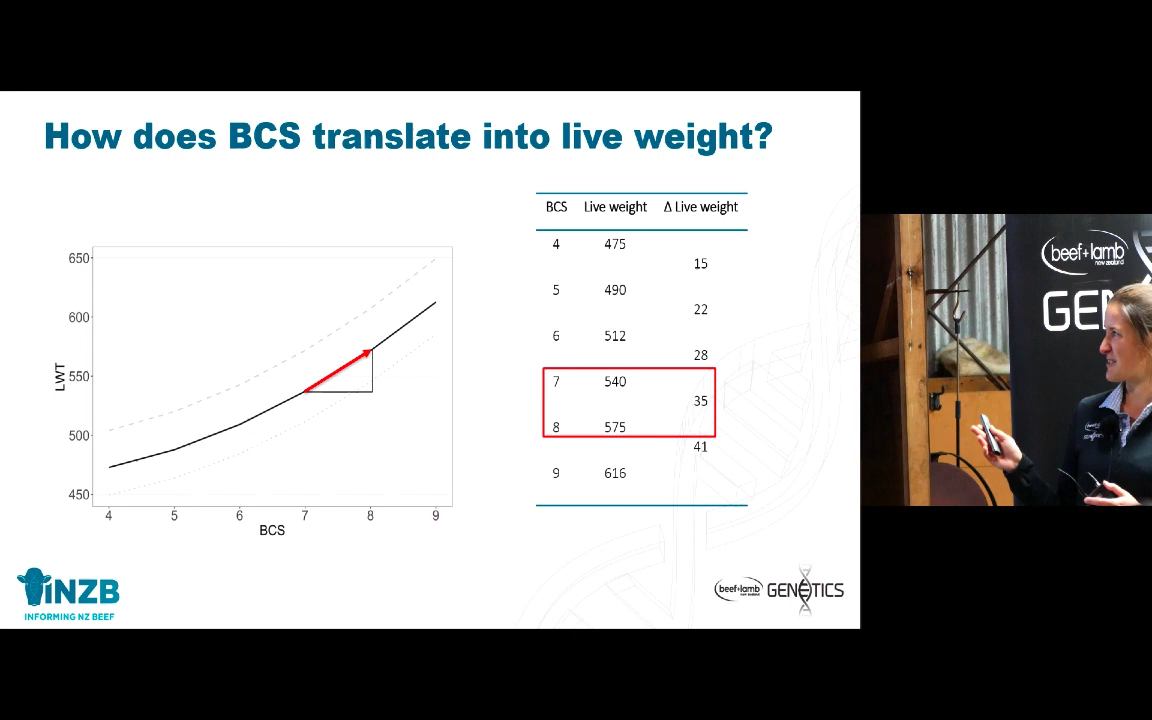 How does BCS translate into live weight?
650
600
550
500
450
LWT
4 5 6 7 8 9
BCS
BCS Live weight Δ Live weight
4 475
15
5 490
22
6 512
28
7 540
35
8 575
41
9 616
iNZB
INFORMING NZ BEEF
beef+lamb
new zealand
GENETICS
beef+lamb
new zealand
GE